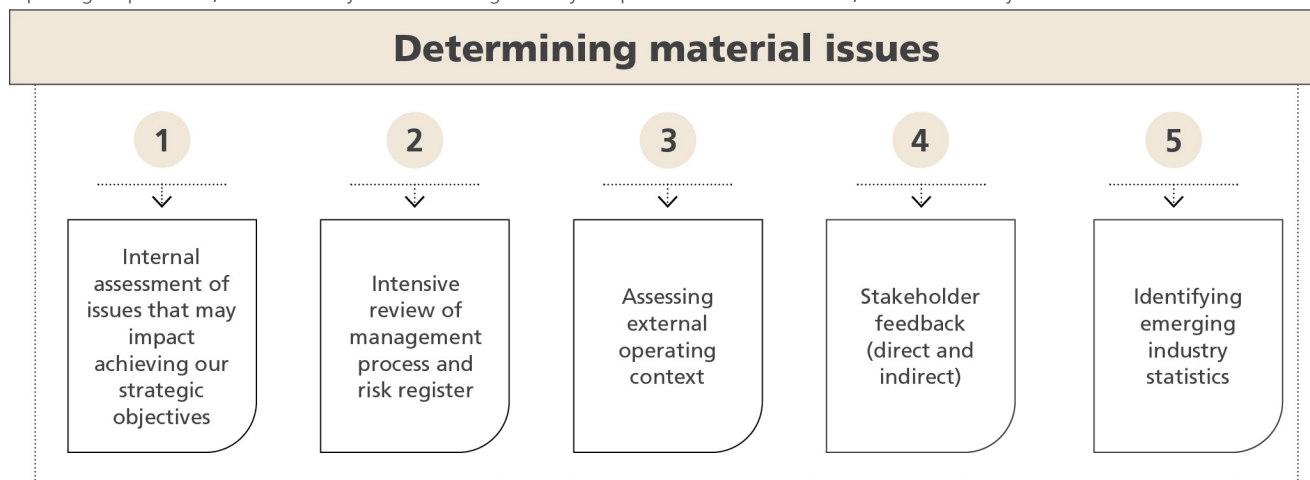 Determining material issues
1
2
3
4
5
Internal
assessment of
issues that may
impact
achieving our
strategic
objectives
Intensive
review of
management
process and
risk register
Assessing
external
operating
context
Stakeholder
feedback
(direct and
indirect)
Identifying
emerging
industry
statistics